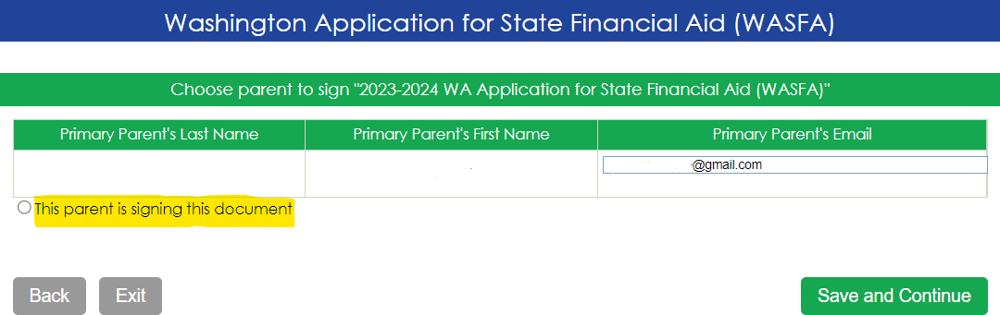 Washington Application for State Financial Aid (WASFA)
Choose parent to sign "2023-2024 WA Application for State Financial Aid (WASFA)"
Primary Parent's Last Name Primary Parent's First Name Primary Parent's Email
@gmail.com
This parent is signing this document
Back Exit Save and Continue